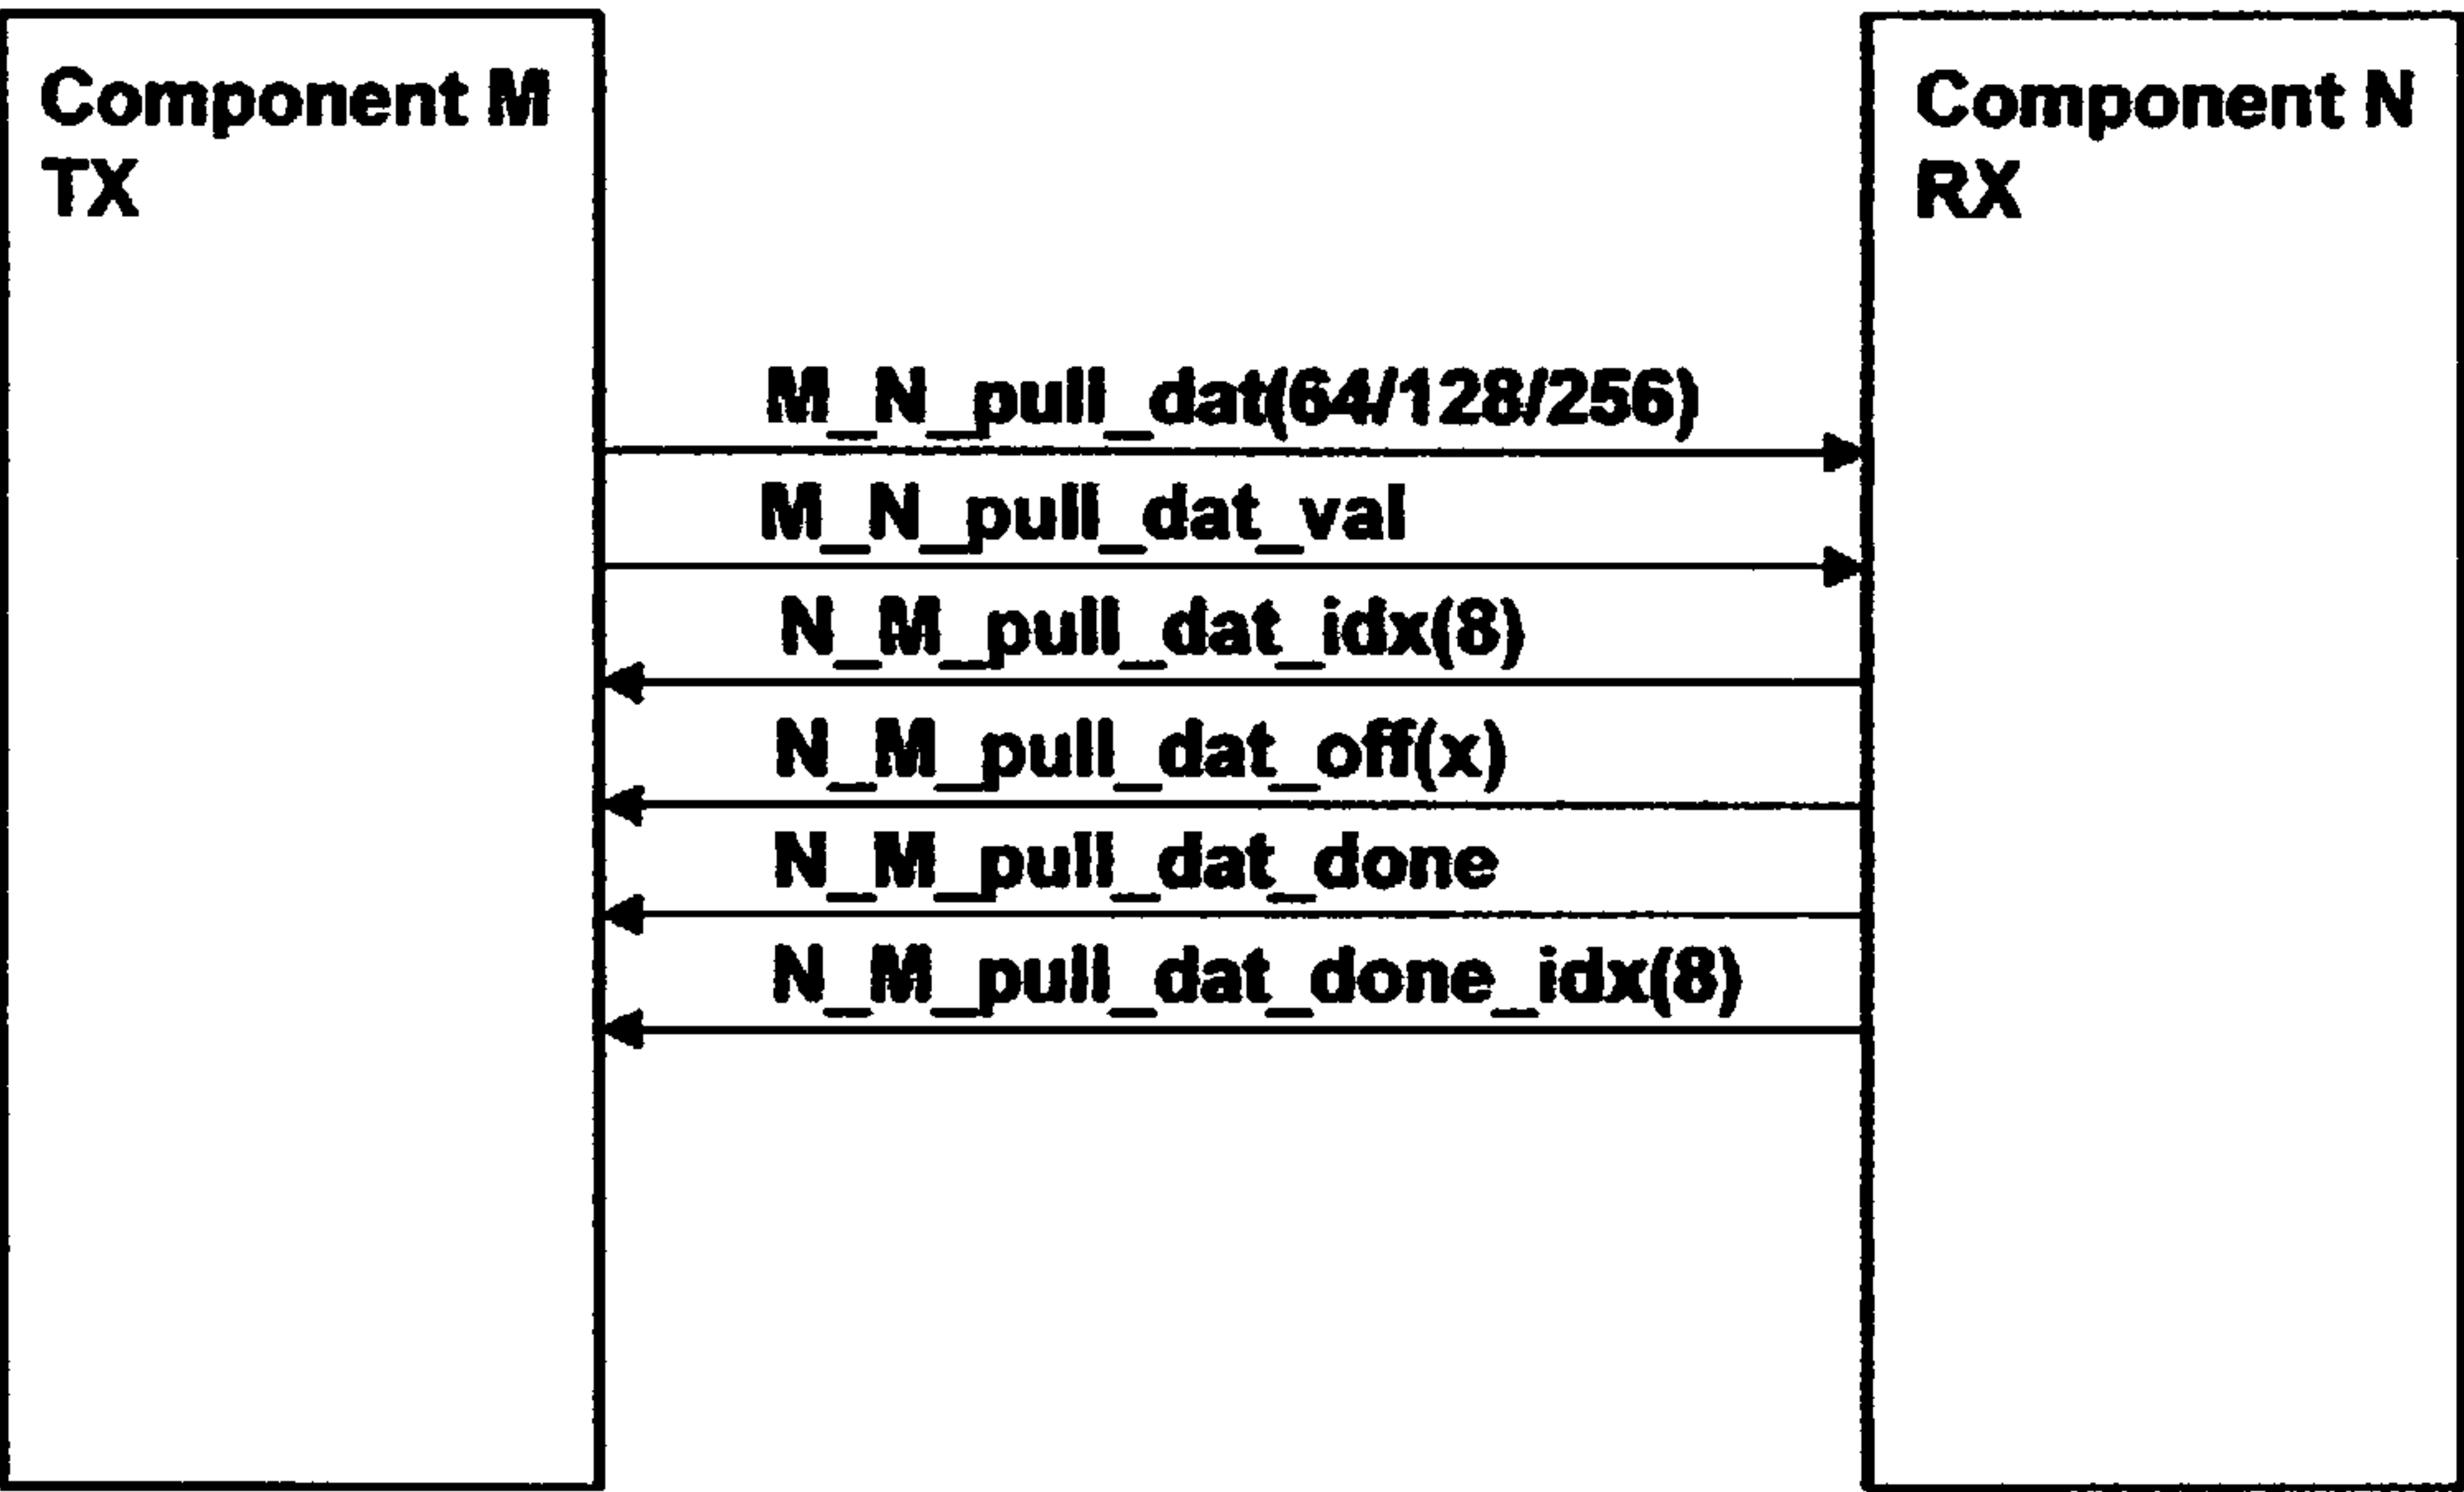 Component M
TX
Component N
RX
M_N_pull_dat(64/128/256)
M_N_pull_dat_val
N_M_pull_dat_idx(8)
N_M_pull_dat_off(x)
N_M_pull_dat_done
N_M_pull_dat_done_idx(8)